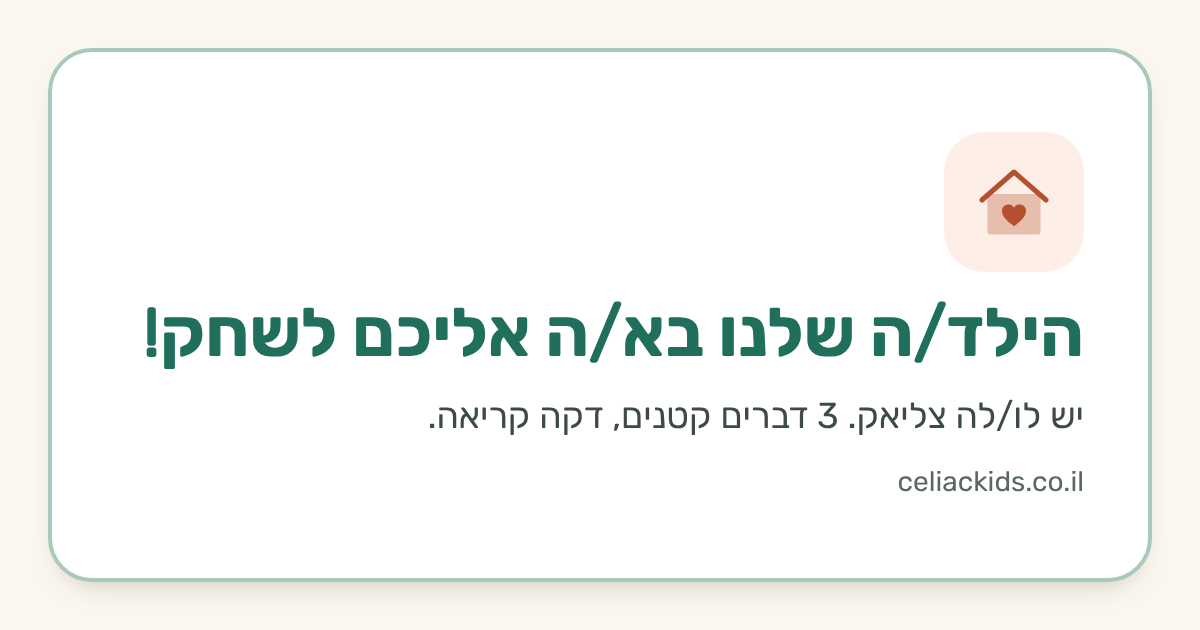 הילד/ה שלנו בא/ה אליכם לשחק!
יש לו/לה צליאק. 3 דברים קטנים, דקה קריאה.
celiackids.co.il